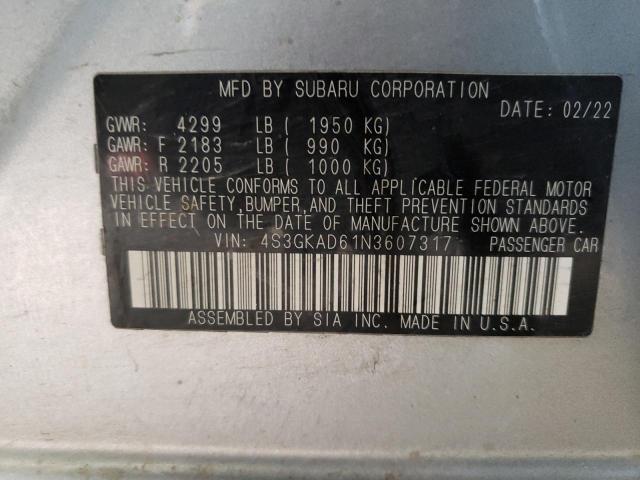 MFD BY SUBARU CORPORATION
DATE: 02/22
GVWR: 4299 LB ( 1950 KG)
GAWR: F 2183 LB ( 990 KG)
GAWR: R 2205 LB ( 1000 KG)
THIS VEHICLE CONFORMS TO ALL APPLICABLE FEDERAL MOTOR
VEHICLE SAFETY, BUMPER, AND THEFT PREVENTION STANDARDS
IN EFFECT ON THE DATE OF MANUFACTURE SHOWN ABOVE.
VIN: 4S3GKAD61N3607317 PASSENGER CAR
ASSEMBLED BY SIA INC. MADE IN U.S.A.